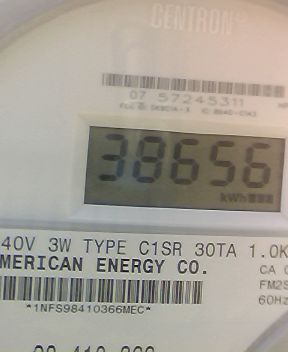 CENTRON®
07 57245311
38656
kWh
40V 3W TYPE C1SR 30TA 1.0K
MERICAN ENERGY CO.
CA
FM2S
60Hz
*1NFS98410366MEC*